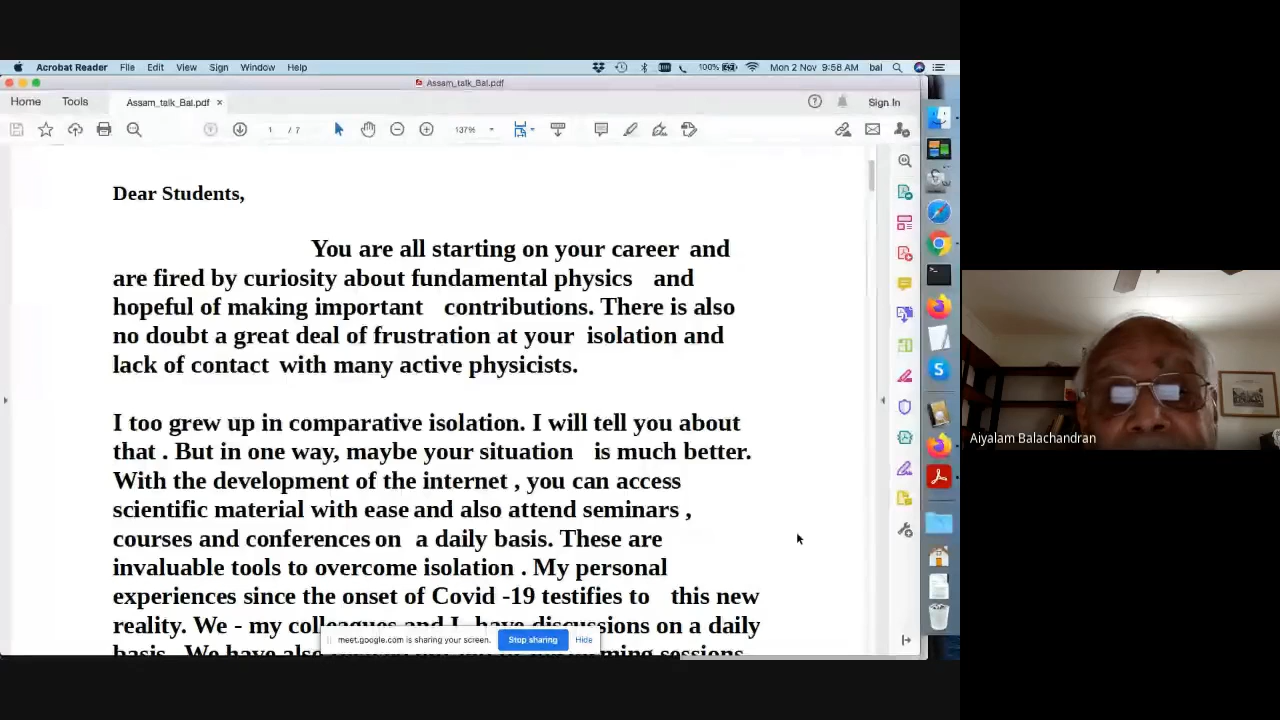 Acrobat Reader File Edit View Sign Window Help 100% Mon 2 Nov 9:58 AM bal
Assam_talk_Bal.pdf
Home Tools Assam_talk_Bal.pdf × Sign In
1 / 7 137%
Dear Students,
You are all starting on your career and
are fired by curiosity about fundamental physics and
hopeful of making important contributions. There is also
no doubt a great deal of frustration at your isolation and
lack of contact with many active physicists.
I too grew up in comparative isolation. I will tell you about
that . But in one way, maybe your situation is much better.
With the development of the internet , you can access
scientific material with ease and also attend seminars ,
courses and conferences on a daily basis. These are
invaluable tools to overcome isolation . My personal
experiences since the onset of Covid -19 testifies to this new
reality. We - my colleagues and I have discussions on a daily
basis . We have also sessions
meet.google.com is sharing your screen. Stop sharing Hide
Aiyalam Balachandran